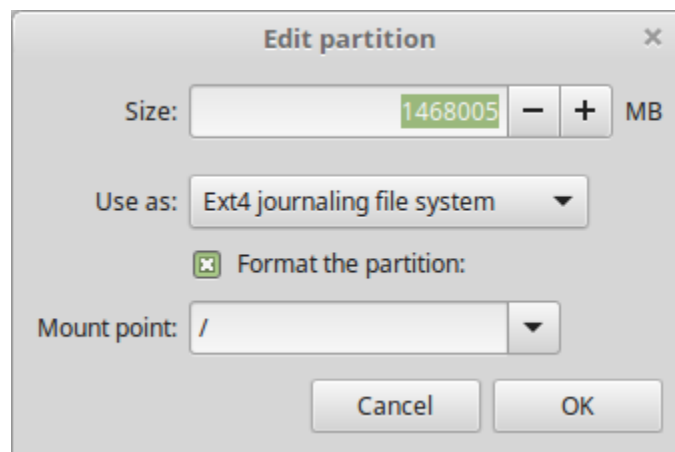 Edit partition
Size: 1468005 MB
Use as: Ext4 journaling file system
Format the partition:
Mount point: /
Cancel OK